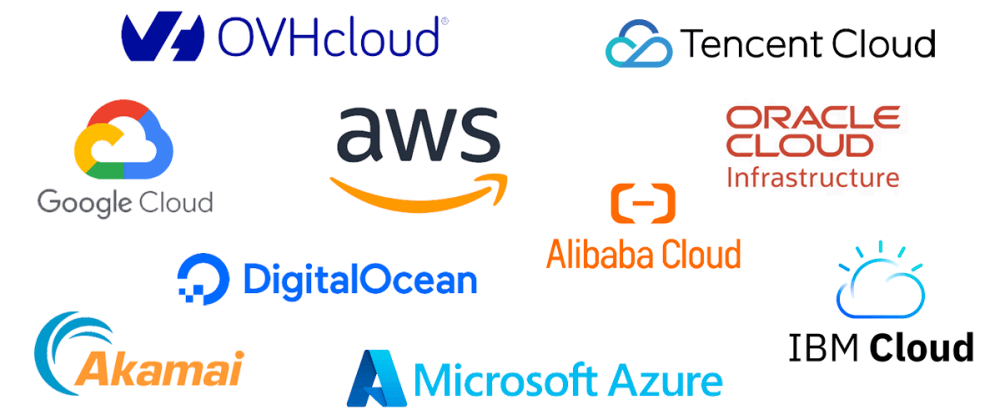 OVHcloud®
Tencent Cloud
Google Cloud
aws
ORACLE
CLOUD
Infrastructure
Alibaba Cloud
DigitalOcean
IBM Cloud
Akamai
Microsoft Azure